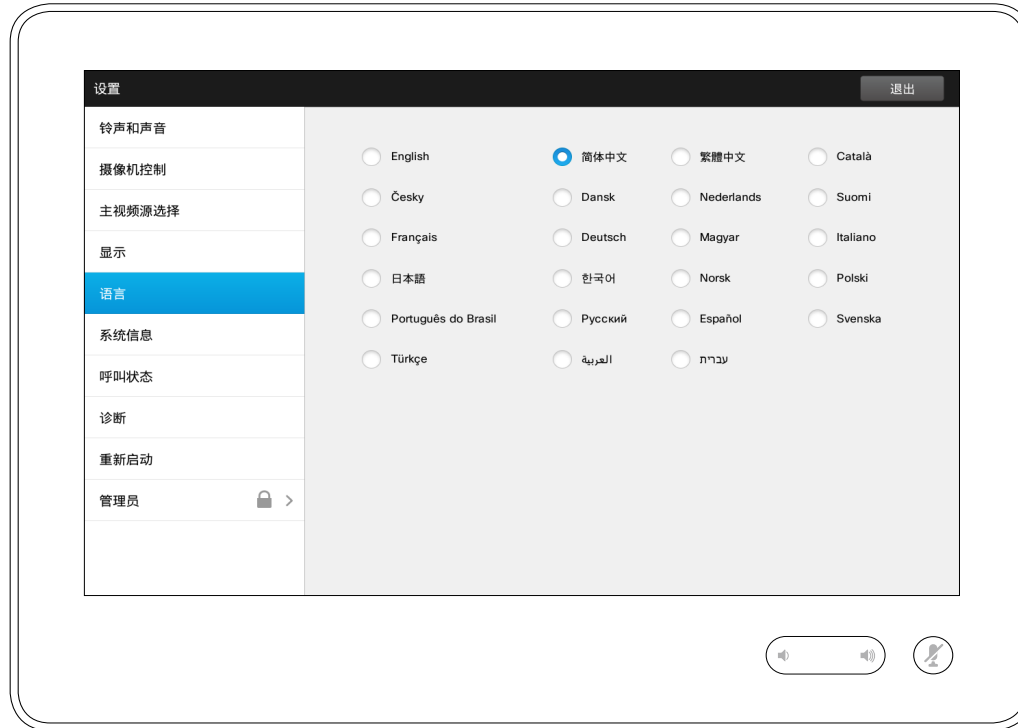 设置
退出
铃声和声音
摄像机控制
主视频源选择
显示
语言
系统信息
呼叫状态
诊断
重新启动
管理员
English 简体中文 繁體中文 Català
Česky Dansk Nederlands Suomi
Français Deutsch Magyar Italiano
日本語 한국어 Norsk Polski
Português do Brasil Русский Español Svenska
Türkçe العربية עברית